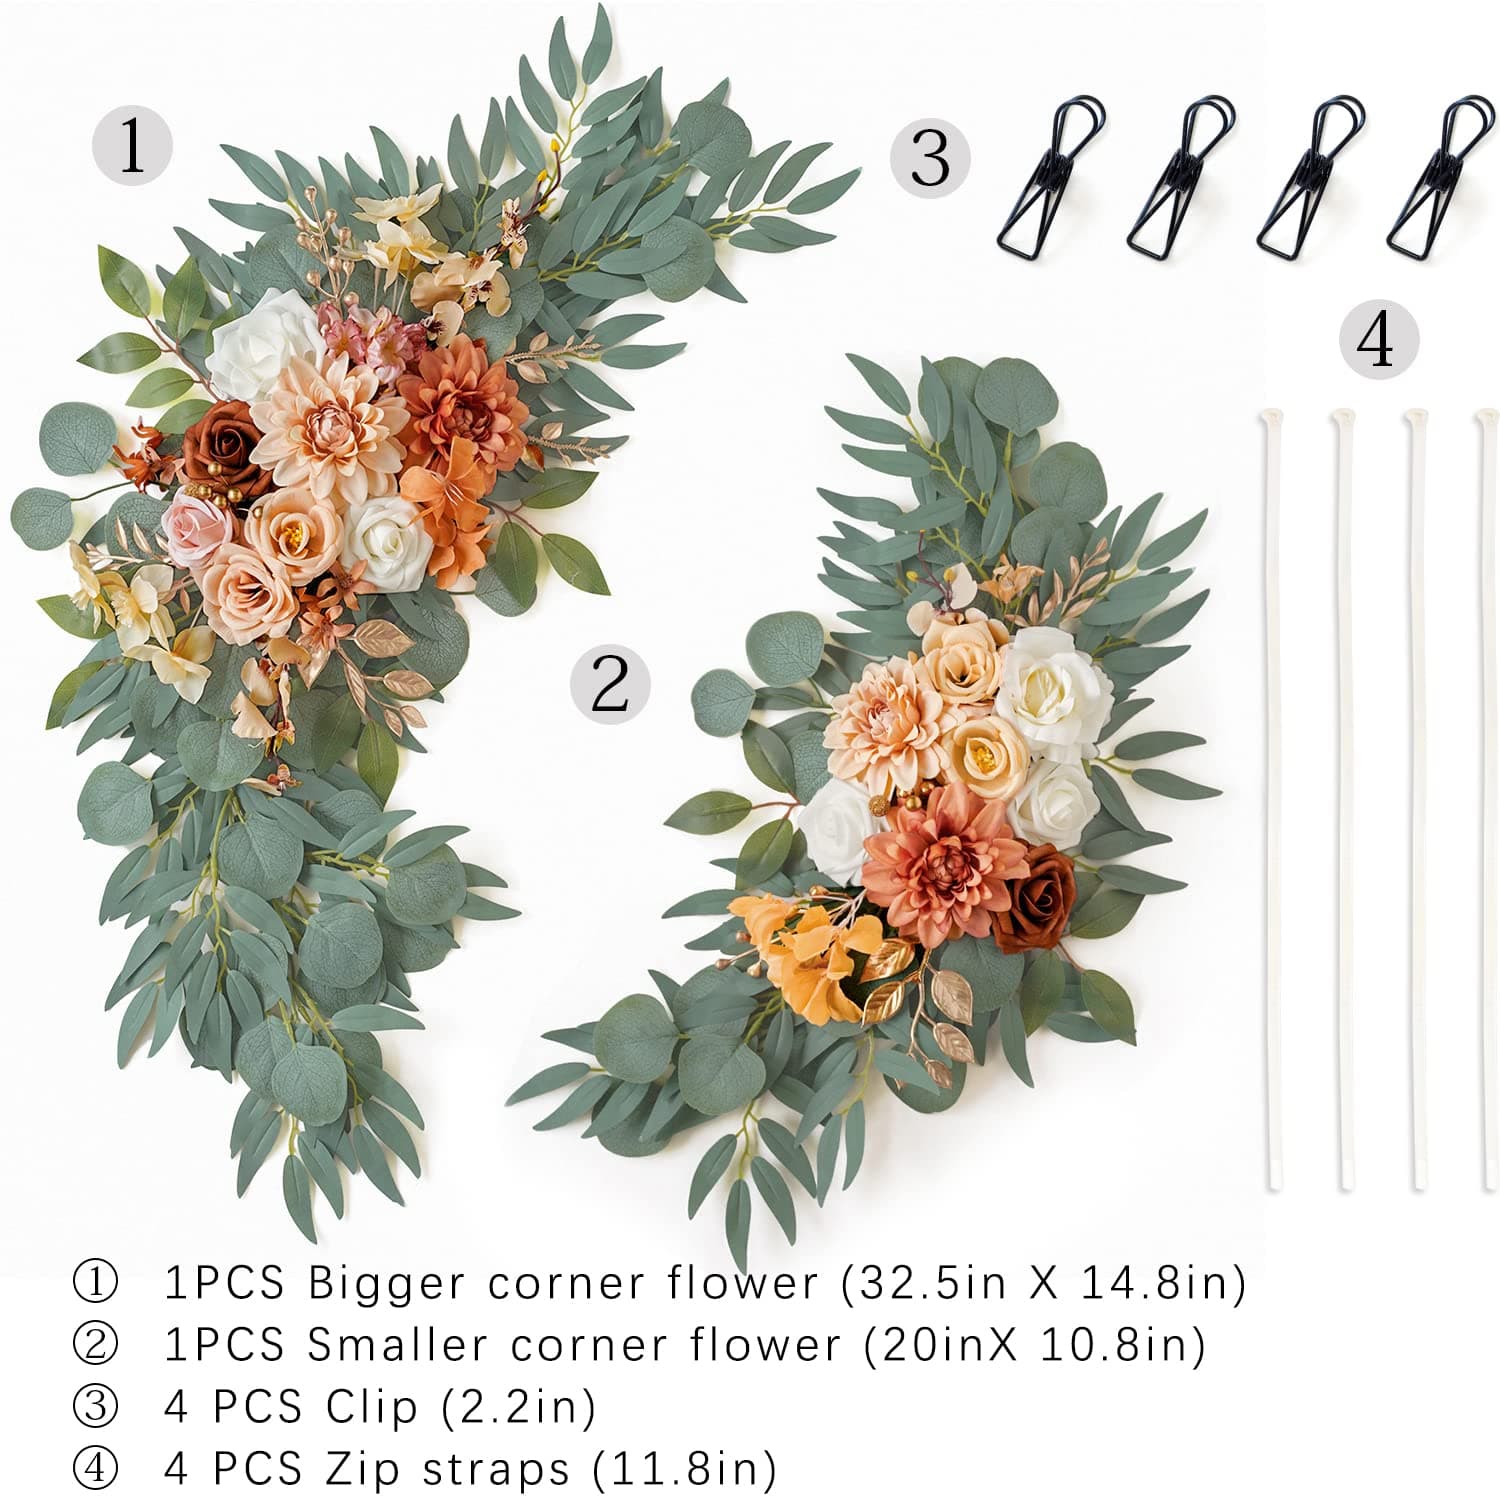 1
2
3
4
① 1PCS Bigger corner flower (32.5in X 14.8in)
② 1PCS Smaller corner flower (20inX 10.8in)
③ 4 PCS Clip (2.2in)
④ 4 PCS Zip straps (11.8in)